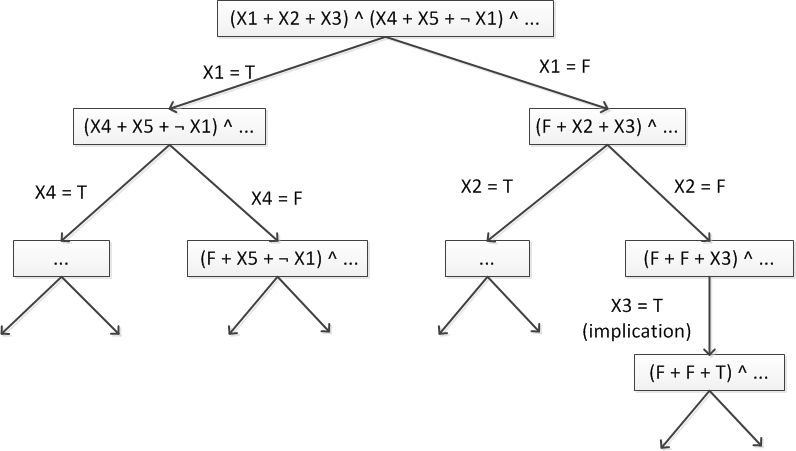 (X1 + X2 + X3) ^ (X4 + X5 + ¬ X1) ^ ...
X1 = T
X1 = F
(X4 + X5 + ¬ X1) ^ ...
(F + X2 + X3) ^ ...
X4 = T
X4 = F
X2 = T
X2 = F
...
(F + X5 + ¬ X1) ^ ...
...
(F + F + X3) ^ ...
X3 = T
(implication)
(F + F + T) ^ ...